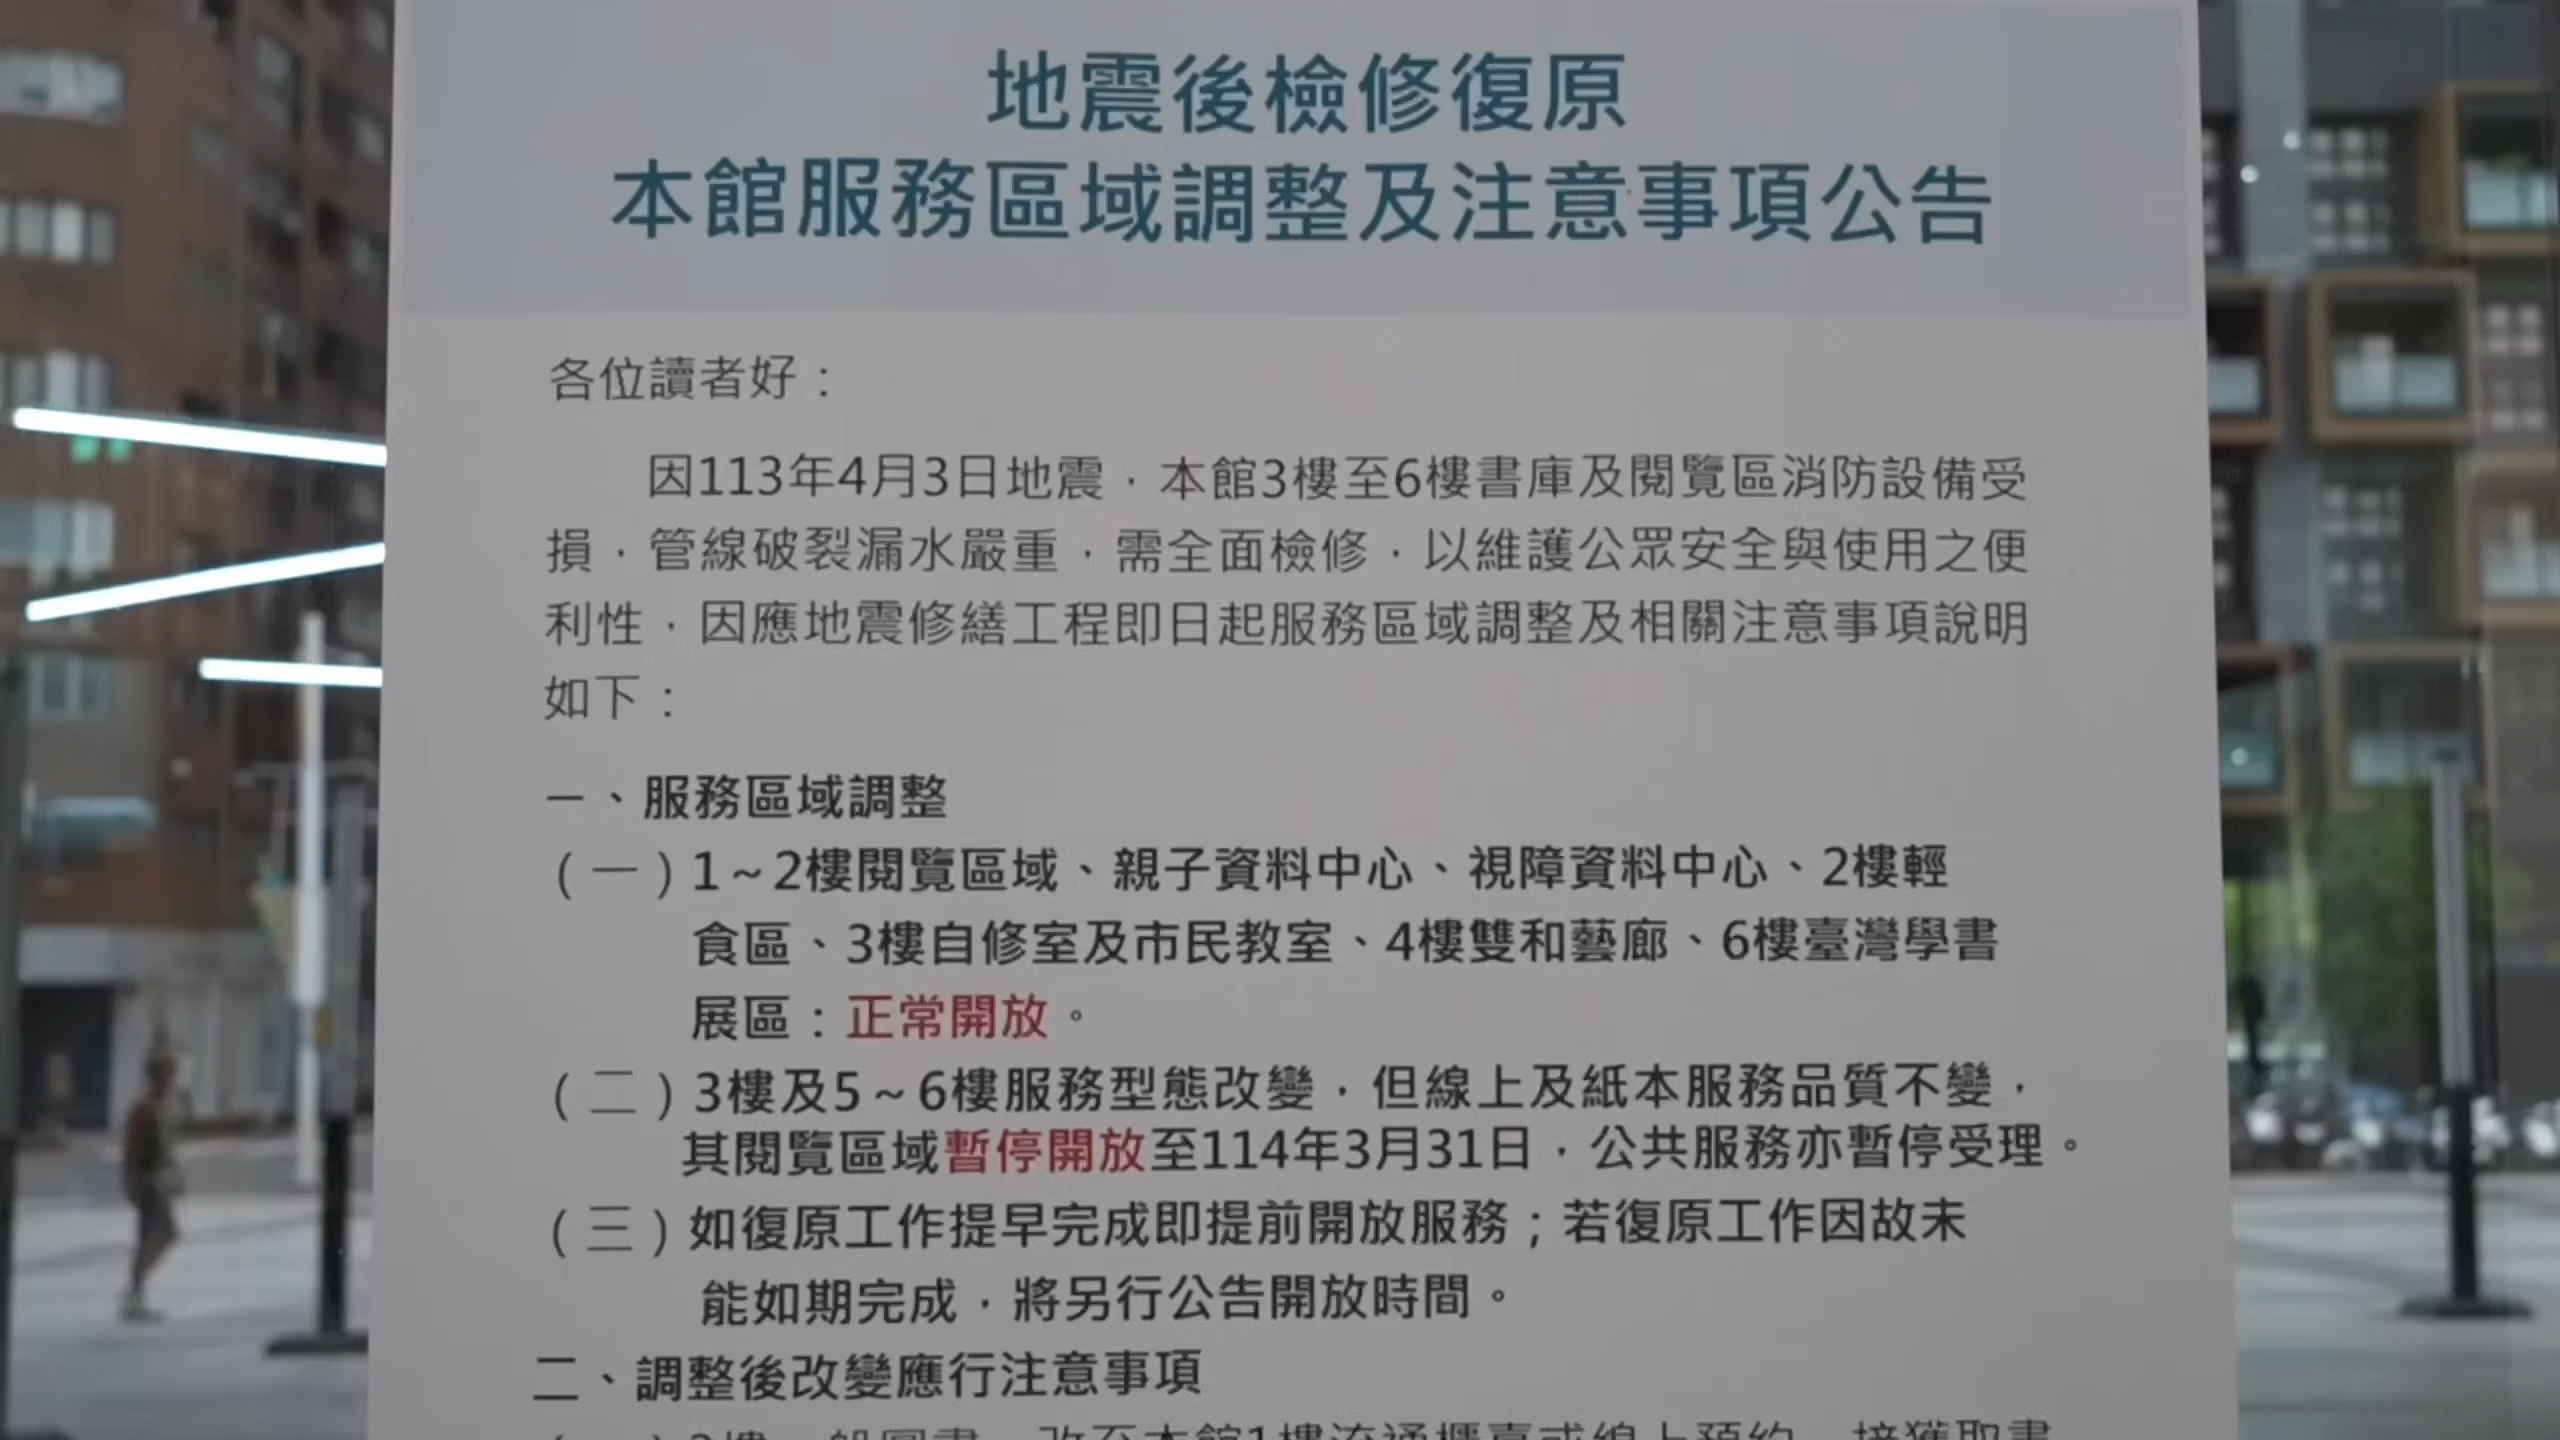 地震後檢修復原
本館服務區域調整及注意事項公告
各位讀者好：
因113年4月3日地震，本館3樓至6樓書庫及閱覽區消防設備受
損，管線破裂漏水嚴重，需全面檢修，以維護公眾安全與使用之便
利性，因應地震修繕工程即日起服務區域調整及相關注意事項說明
如下：
一、服務區域調整
（一）1～2樓閱覽區域、親子資料中心、視障資料中心、2樓輕
食區、3樓自修室及市民教室、4樓雙和藝廊、6樓臺灣學書
展區：正常開放。
（二）3樓及5～6樓服務型態改變，但線上及紙本服務品質不變，
其閱覽區域暫停開放至114年3月31日，公共服務亦暫停受理。
（三）如復原工作提早完成即提前開放服務；若復原工作因故未
能如期完成，將另行公告開放時間。
二、調整後改變應行注意事項